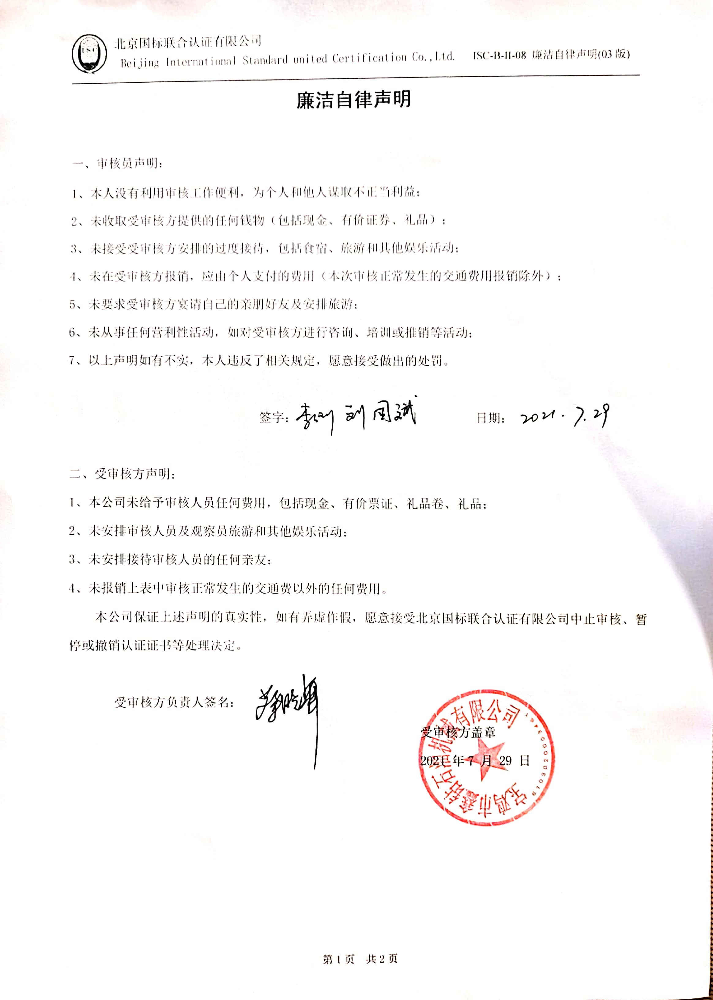 ISC
北京国标联合认证有限公司
Beijing International Standard united Certification Co.,Ltd. ISC-B-II-08 廉洁自律声明(03 版)
廉洁自律声明
一、审核员声明：
1、本人没有利用审核工作便利，为个人和他人谋取不正当利益；
2、未收取受审核方提供的任何钱物（包括现金、有价证券、礼品）；
3、未接受受审核方安排的过度接待，包括食宿、旅游和其他娱乐活动；
4、未在受审核方报销，应由个人支付的费用（本次审核正常发生的交通费用报销除外）；
5、未要求受审核方宴请自己的亲朋好友及安排旅游；
6、未从事任何营利性活动，如对受审核方进行咨询、培训或推销等活动；
7、以上声明如有不实，本人违反了相关规定，愿意接受做出的处罚。
签字： 刘国斌 日期： 2021.7.29
二、受审核方声明：
1、本公司未给予审核人员任何费用，包括现金、有价票证、礼品卷、礼品；
2、未安排审核人员及观察员旅游和其他娱乐活动；
3、未安排接待审核人员的任何亲友；
4、未报销上表中审核正常发生的交通费以外的任何费用。
本公司保证上述声明的真实性，如有弄虚作假，愿意接受北京国标联合认证有限公司中止审核、暂
停或撤销认证证书等处理决定。
受审核方负责人签名：
宝鸡市鑫钻石油机械有限公司
受审核方盖章
2021 年 7 月 29 日
第 1 页 共 2 页